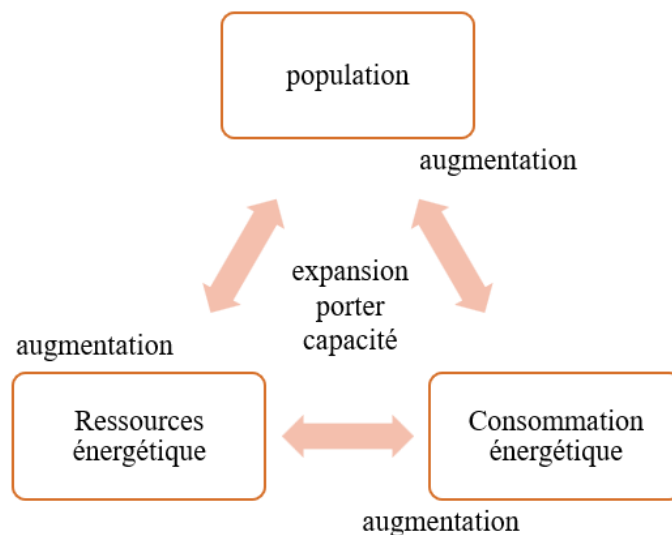 population
augmentation
expansion
porter
capacité
augmentation
Ressources
énergétique
Consommation
énergétique
augmentation